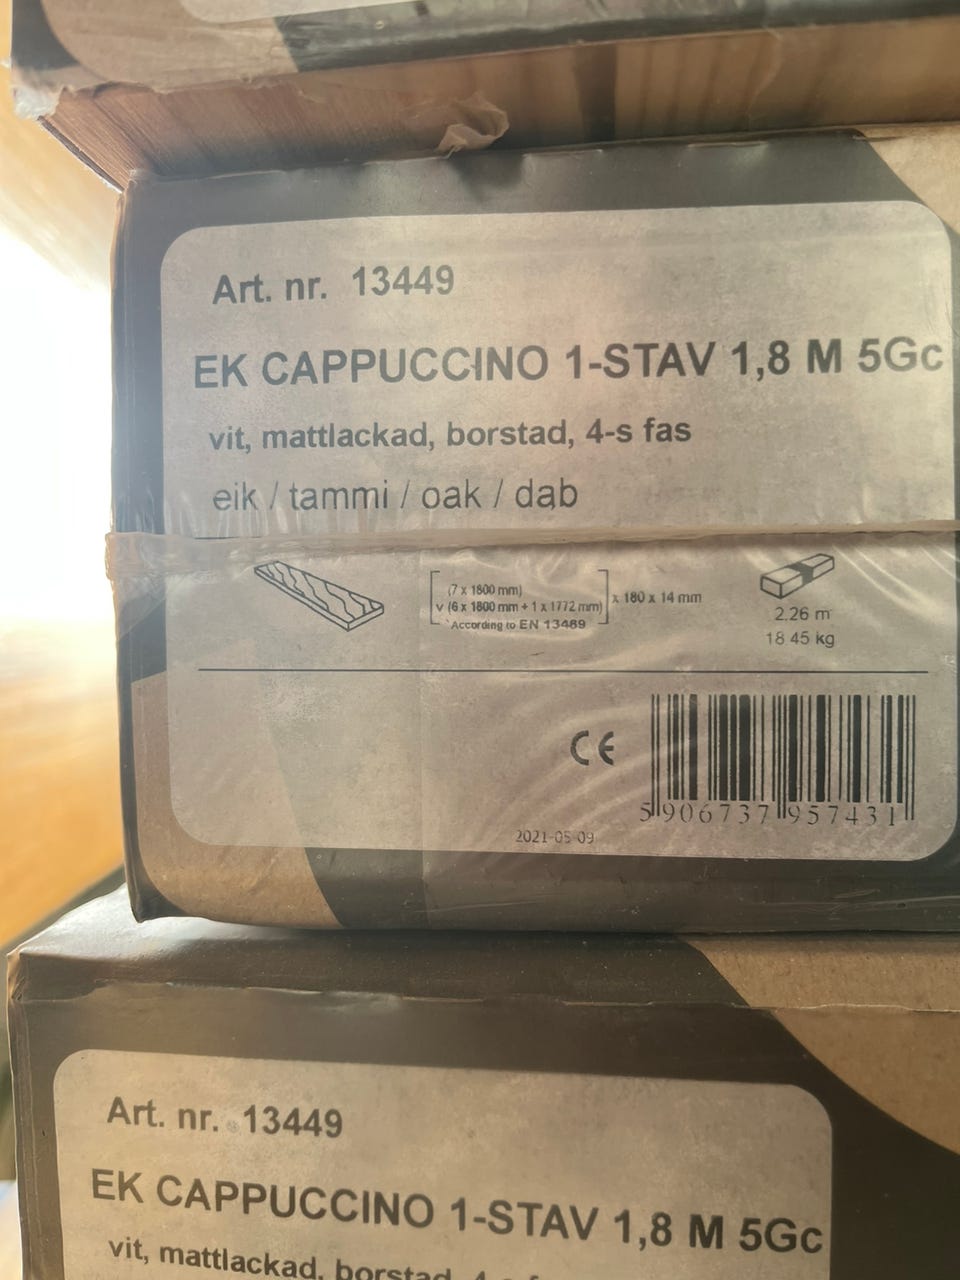 Art. nr. 13449
EK CAPPUCCINO 1-STAV 1,8 M 5Gc
vit, mattlackad, borstad, 4-s fas
eik / tammi / oak / dąb
(7 x 1800 mm)
v (6 x 1800 mm + 1 x 1772 mm)
x 180 x 14 mm
*According to EN 13489
2.26 m
18 45 kg
CE
5 906737 957431
2021-05-09
Art. nr. 13449
EK CAPPUCCINO 1-STAV 1,8 M 5Gc
vit, mattlackad, borstad,